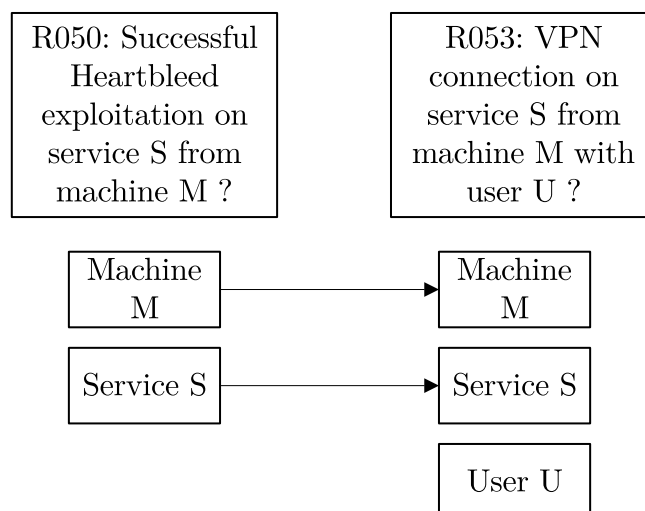 R050: Successful
Heartbleed
exploitation on
service S from
machine M ?
R053: VPN
connection on
service S from
machine M with
user U ?
Machine
M
Machine
M
Service S
Service S
User U